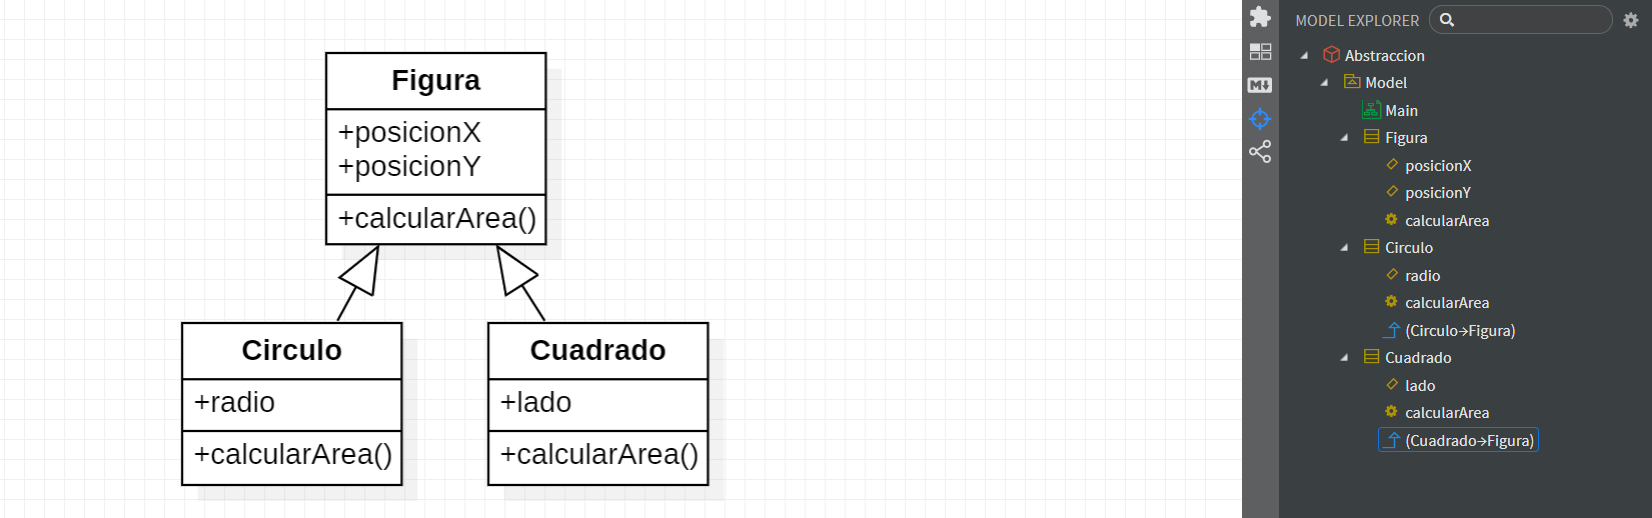 Figura
+posicionX
+posicionY
+calcularArea()
Circulo
+radio
+calcularArea()
Cuadrado
+lado
+calcularArea()
M
MODEL EXPLORER
Abstraccion
Model
Main
Figura
posicionX
posicionY
calcularArea
Circulo
radio
calcularArea
(Circulo→Figura)
Cuadrado
lado
calcularArea
(Cuadrado→Figura)